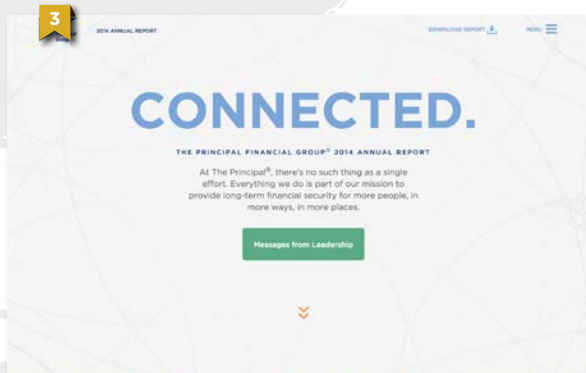 3
2014 ANNUAL REPORT
DOWNLOAD REPORT
MENU
CONNECTED.
THE PRINCIPAL FINANCIAL GROUP® 2014 ANNUAL REPORT
At The Principal®, there's no such thing as a single
effort. Everything we do is part of our mission to
provide long-term financial security for more people, in
more ways, in more places.
Messages from Leadership